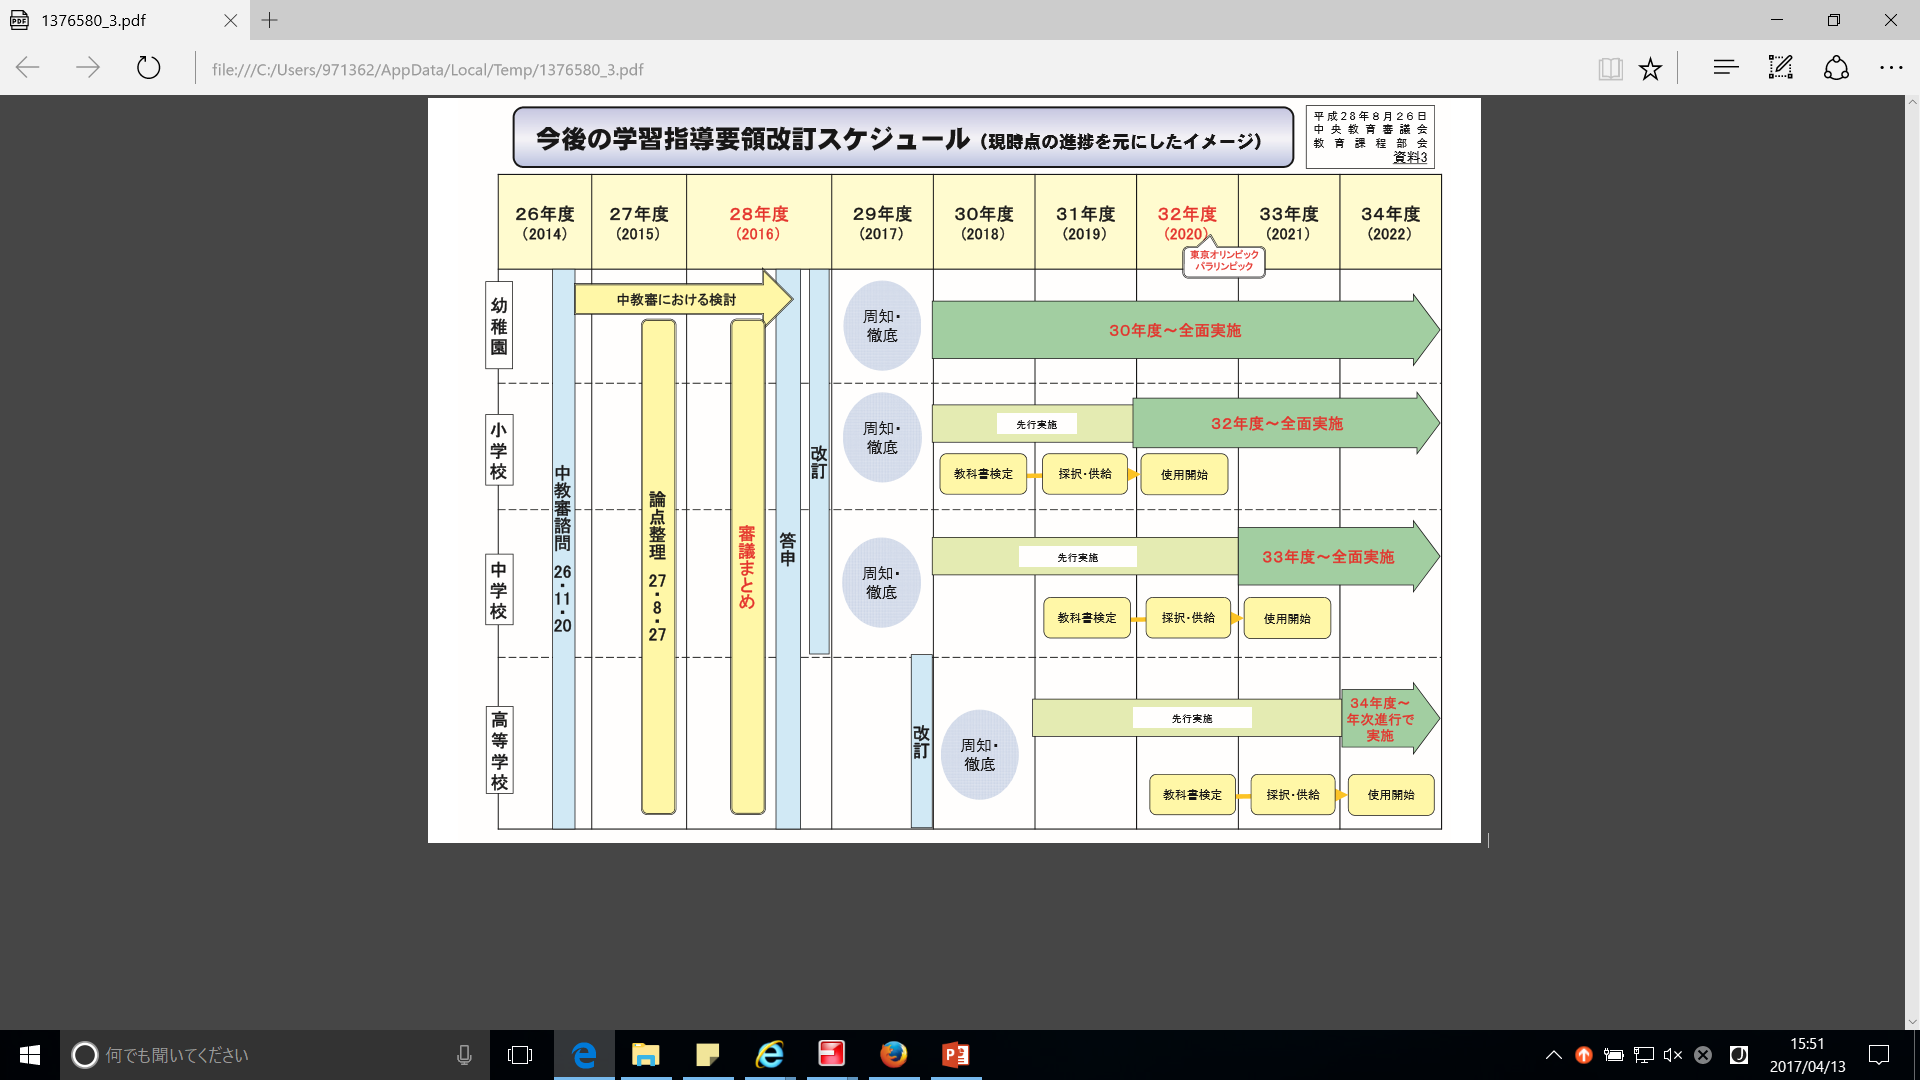 1376580_3.pdf
file:///C:/Users/971362/AppData/Local/Temp/1376580_3.pdf
今後の学習指導要領改訂スケジュール（現時点の進捗を元にしたイメージ）
平成28年8月26日
中央教育審議会
教育課程部会
資料3
26年度
（2014）
27年度
（2015）
28年度
（2016）
29年度
（2017）
30年度
（2018）
31年度
（2019）
32年度
（2020）
33年度
（2021）
34年度
（2022）
東京オリンピック
パラリンピック
幼稚園
中教審における検討
周知・
徹底
30年度～全面実施
小学校
周知・
徹底
先行実施
32年度～全面実施
教科書検定
採択・供給
使用開始
中教審諮問 26・11・20
論点整理 27・8・27
審議まとめ
答申
改訂
中学校
周知・
徹底
先行実施
33年度～全面実施
教科書検定
採択・供給
使用開始
高等学校
改訂
周知・
徹底
先行実施
34年度～
年次進行で
実施
教科書検定
採択・供給
使用開始
何でも聞いてください
15:51
2017/04/13